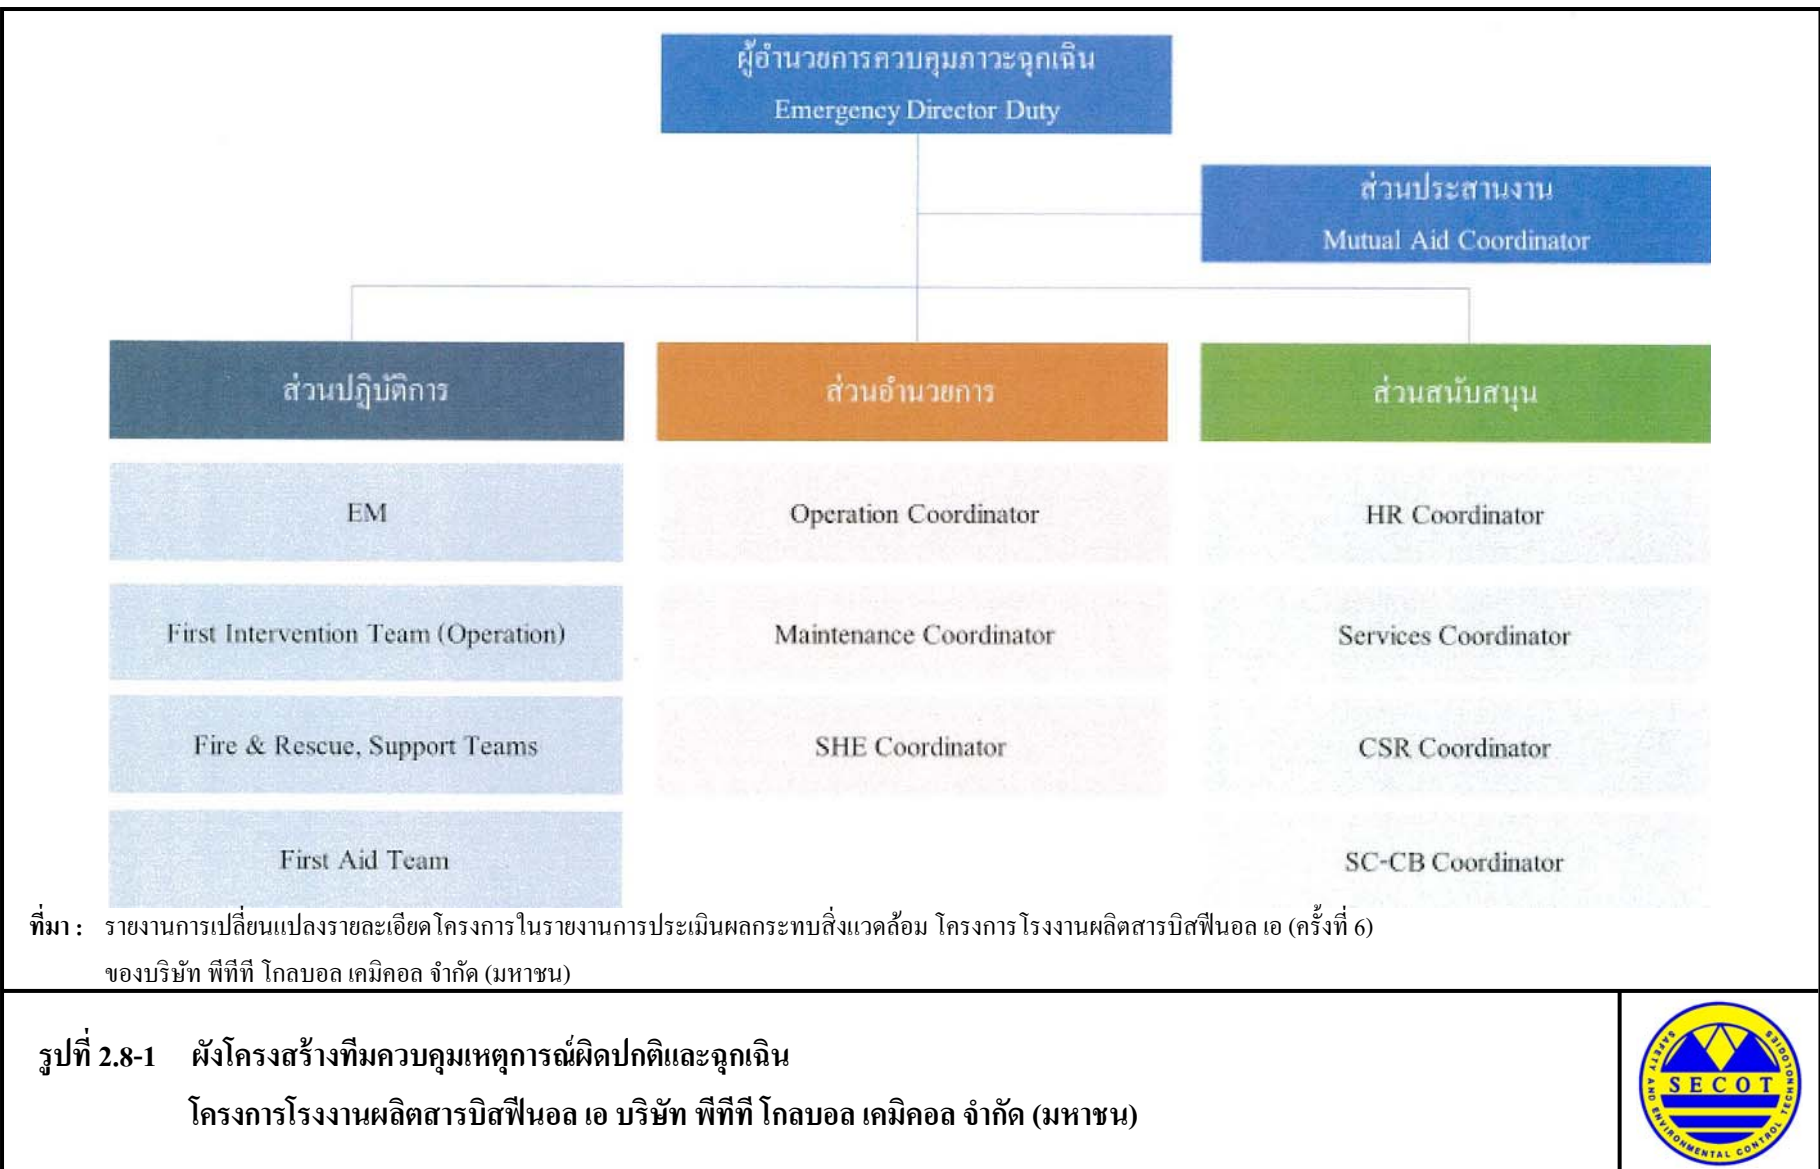 ผู้อำนวยการควบคุมภาวะฉุกเฉิน
Emergency Director Duty
ส่วนประสานงาน
Mutual Aid Coordinator
ส่วนปฏิบัติการ
ส่วนอำนวยการ
ส่วนสนับสนุน
EM
Operation Coordinator
HR Coordinator
First Intervention Team (Operation)
Maintenance Coordinator
Services Coordinator
Fire & Rescue, Support Teams
SHE Coordinator
CSR Coordinator
First Aid Team
SC-CB Coordinator
ที่มา : รายงานการเปลี่ยนแปลงรายละเอียดโครงการในรายงานการประเมินผลกระทบสิ่งแวดล้อม โครงการโรงงานผลิตสารบิสฟีนอล เอ (ครั้งที่ 6)
ของบริษัท พีทีที โกลบอล เคมิคอล จำกัด (มหาชน)
รูปที่ 2.8-1 ผังโครงสร้างทีมควบคุมเหตุการณ์ผิดปกติและฉุกเฉิน
โครงการโรงงานผลิตสารบิสฟีนอล เอ บริษัท พีทีที โกลบอล เคมิคอล จำกัด (มหาชน)
SECOT
SAFETY AND ENVIRONMENTAL CONTROL TECHNOLOGIES